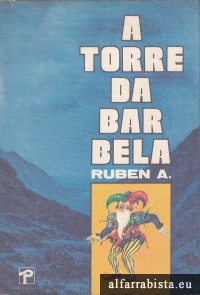 A
TORRE
DA
BAR
BELA
RUBEN A.
P
alfarrabista.eu